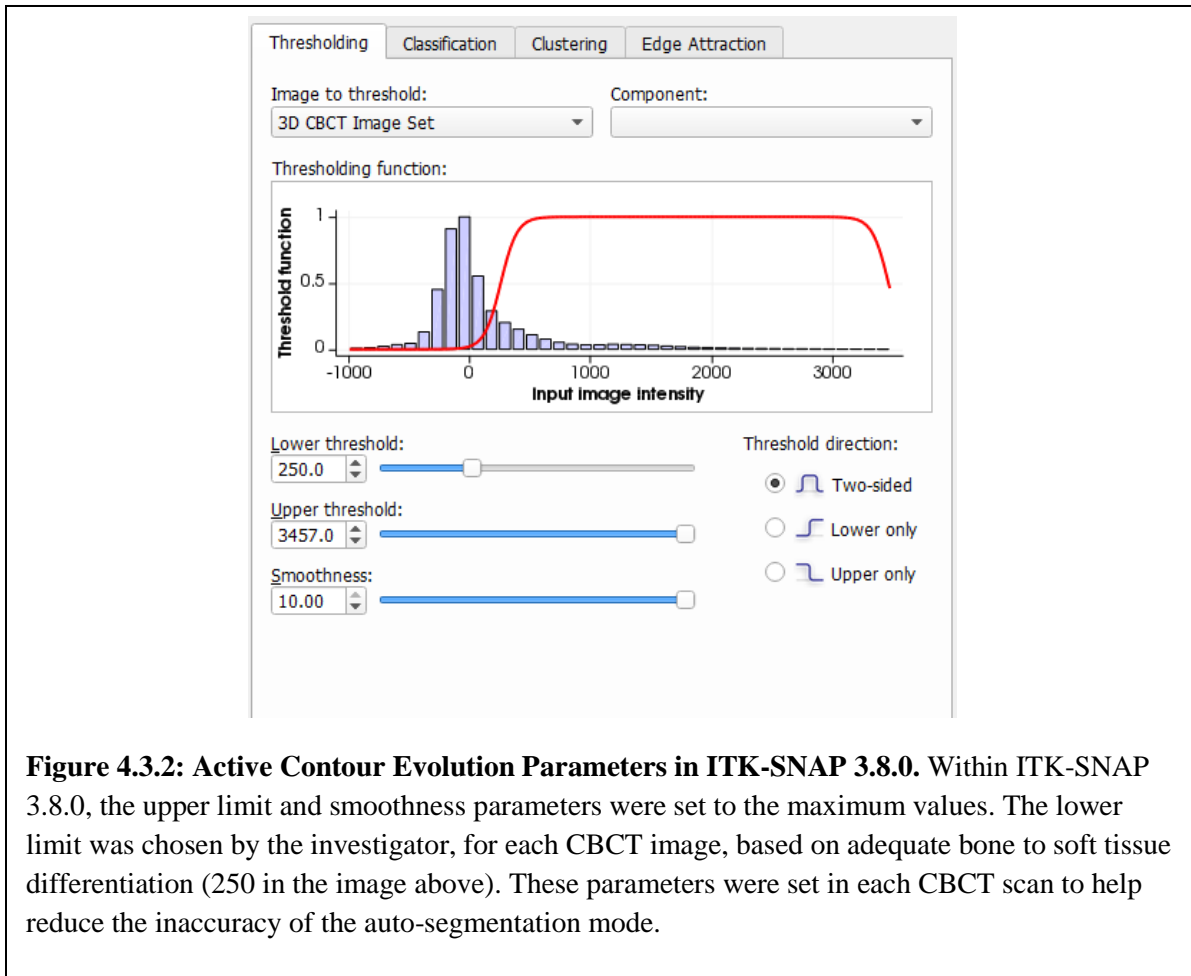 Thresholding Classification Clustering Edge Attraction
Image to threshold: Component:
3D CBCT Image Set
Thresholding function:
Threshold function
1
0.5
0
-1000 0 1000 2000 3000
Input image intensity
Lower threshold: Threshold direction:
250.0
Two-sided
Upper threshold:
3457.0 Lower only
Smoothness: Upper only
10.00
Figure 4.3.2: Active Contour Evolution Parameters in ITK-SNAP 3.8.0. Within ITK-SNAP
3.8.0, the upper limit and smoothness parameters were set to the maximum values. The lower
limit was chosen by the investigator, for each CBCT image, based on adequate bone to soft tissue
differentiation (250 in the image above). These parameters were set in each CBCT scan to help
reduce the inaccuracy of the auto-segmentation mode.